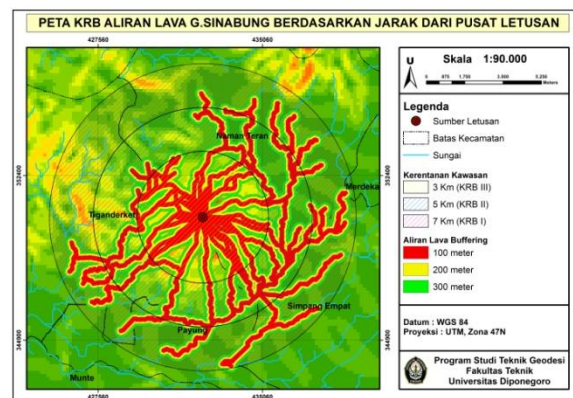 PETA KRB ALIRAN LAVA G.SINABUNG BERDASARKAN JARAK DARI PUSAT LETUSAN
427560
435060
352400
352400
344900
344900
427560
435060
Naman Teran
Merdeka
Tiganderket
Simpang Empat
Payung
Munte
U
Skala 1:90.000
Meters
Legenda
Sumber Letusan
Batas Kecamatan
Sungai
Kerentanan Kawasan
3 Km (KRB III)
5 Km (KRB II)
7 Km (KRB I)
Aliran Lava Buffering
100 meter
200 meter
300 meter
Datum : WGS 84
Proyeksi : UTM, Zona 47N
Program Studi Teknik Geodesi
Fakultas Teknik
Universitas Diponegoro